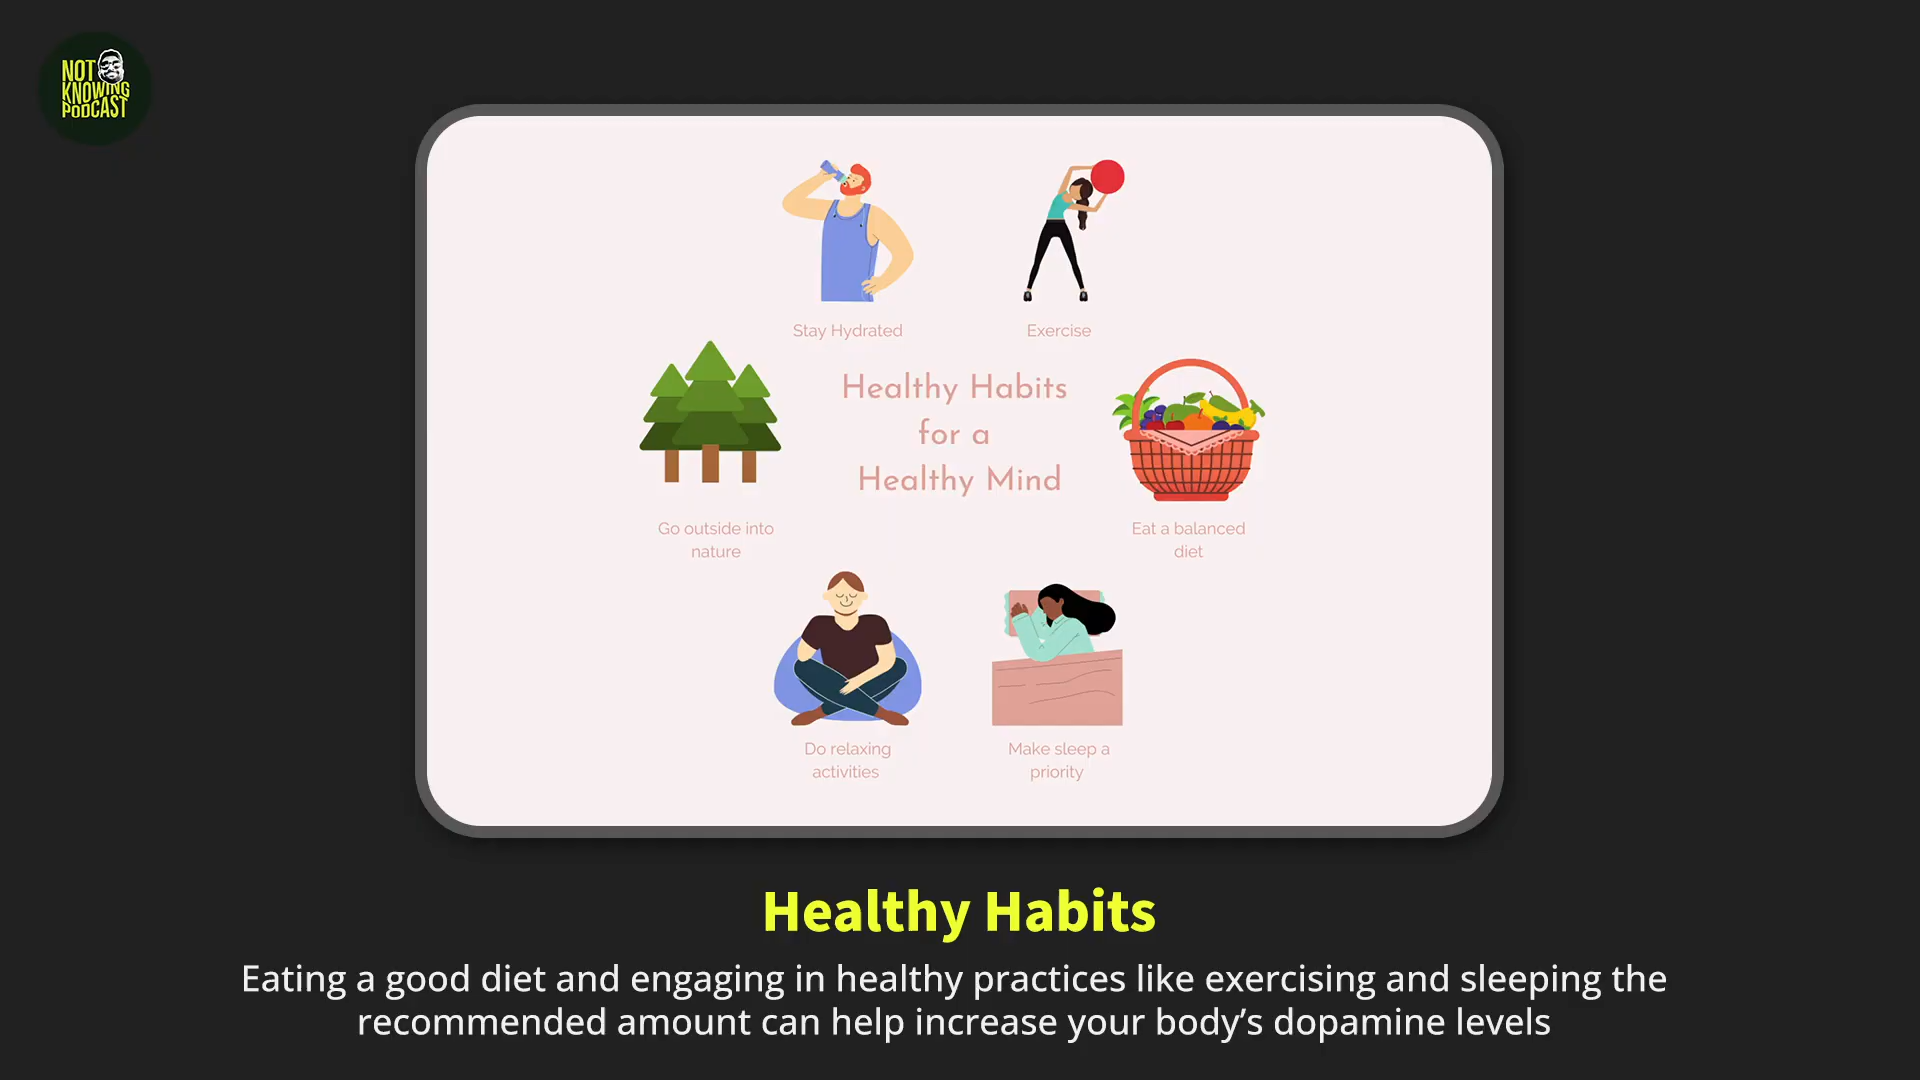 NOT
KNOWING
PODCAST
Stay Hydrated
Exercise
Healthy Habits
for a
Healthy Mind
Go outside into
nature
Eat a balanced
diet
Do relaxing
activities
Make sleep a
priority
Healthy Habits
Eating a good diet and engaging in healthy practices like exercising and sleeping the
recommended amount can help increase your body’s dopamine levels